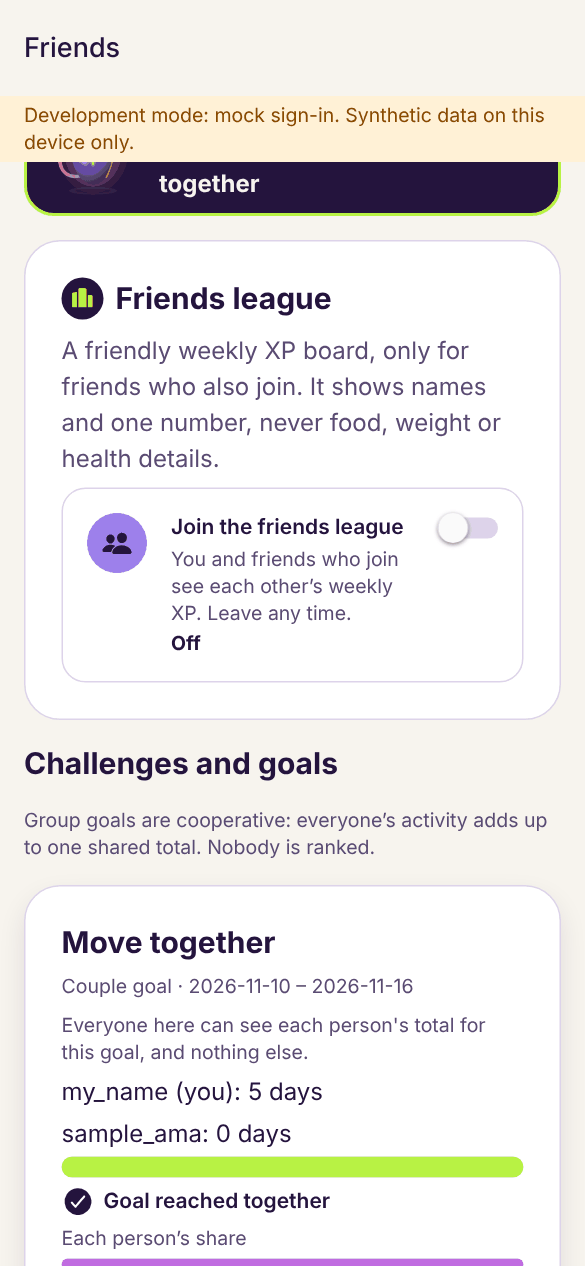 Friends
Development mode: mock sign-in. Synthetic data on this
device only.
together
Friends league
A friendly weekly XP board, only for
friends who also join. It shows names
and one number, never food, weight or
health details.
Join the friends league
You and friends who join
see each other’s weekly
XP. Leave any time.
Off
Challenges and goals
Group goals are cooperative: everyone’s activity adds up
to one shared total. Nobody is ranked.
Move together
Couple goal · 2026-11-10 – 2026-11-16
Everyone here can see each person's total for
this goal, and nothing else.
my_name (you): 5 days
sample_ama: 0 days
Goal reached together
Each person’s share